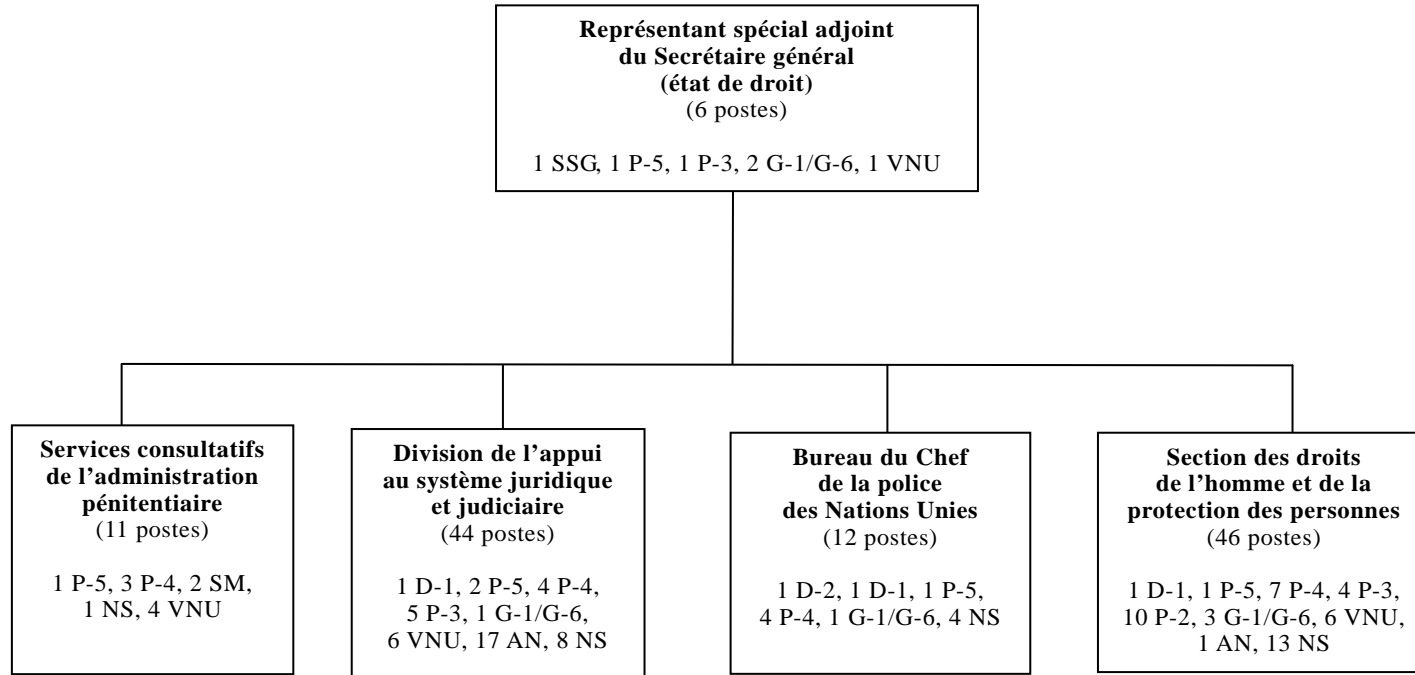 Représentant spécial adjoint
du Secrétaire général
(état de droit)
(6 postes)
1 SSG, 1 P-5, 1 P-3, 2 G-1/G-6, 1 VNU
Services consultatifs
de l’administration
pénitentiaire
(11 postes)
1 P-5, 3 P-4, 2 SM,
1 NS, 4 VNU
Division de l’appui
au système juridique
et judiciaire
(44 postes)
1 D-1, 2 P-5, 4 P-4,
5 P-3, 1 G-1/G-6,
6 VNU, 17 AN, 8 NS
Bureau du Chef
de la police
des Nations Unies
(12 postes)
1 D-2, 1 D-1, 1 P-5,
4 P-4, 1 G-1/G-6, 4 NS
Section des droits
de l’homme et de la
protection des personnes
(46 postes)
1 D-1, 1 P-5, 7 P-4, 4 P-3,
10 P-2, 3 G-1/G-6, 6 VNU,
1 AN, 13 NS